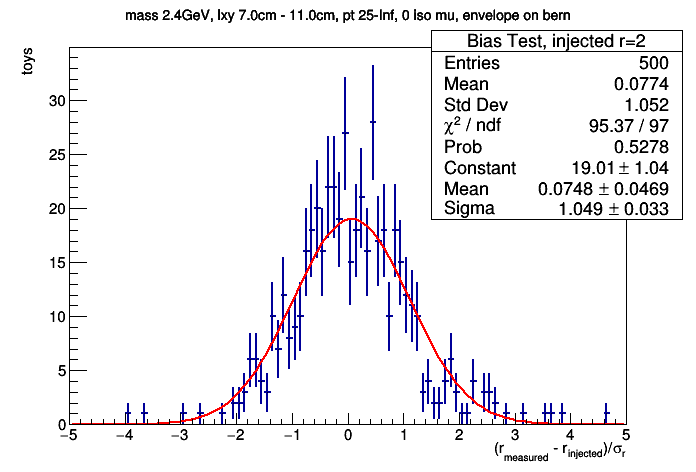 mass 2.4GeV, lxy 7.0cm - 11.0cm, pt 25-Inf, 0 Iso mu, envelope on bern
Bias Test, injected r=2
Entries 500
Mean 0.0774
Std Dev 1.052
χ² / ndf 95.37 / 97
Prob 0.5278
Constant 19.01 ± 1.04
Mean 0.0748 ± 0.0469
Sigma 1.049 ± 0.033
toys
30
25
20
15
10
5
0
−5 −4 −3 −2 −1 0 1 2 3 4 5
(r_measured - r_injected)/σ_r